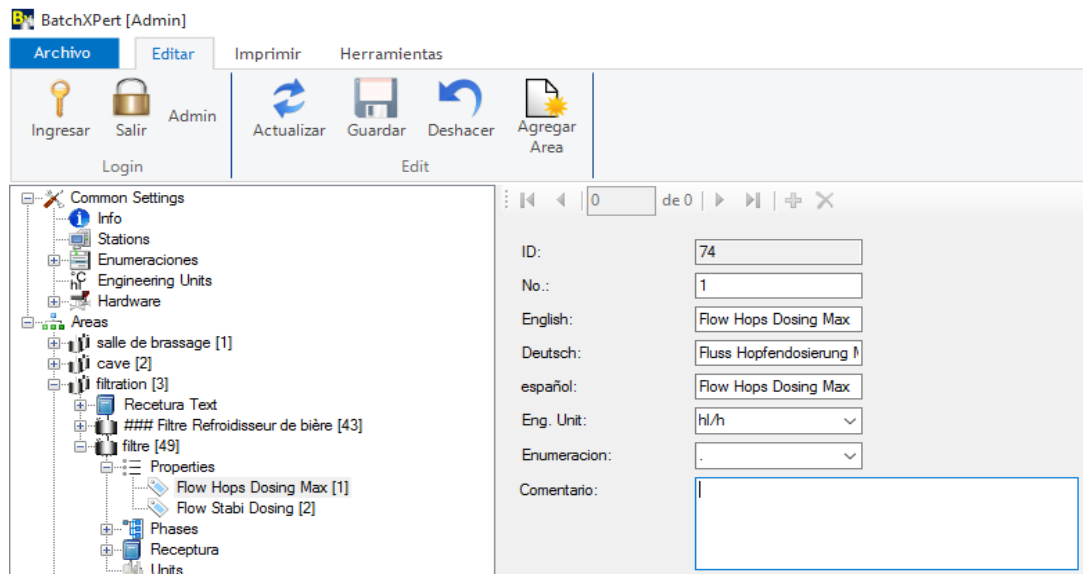 BatchXPert [Admin]
Archivo Editar Imprimir Herramientas
Ingresar Salir Admin Actualizar Guardar Deshacer Agregar Area
Login Edit
Common Settings
Info
Stations
Enumeraciones
Engineering Units
Hardware
Areas
salle de brassage [1]
cave [2]
filtration [3]
Recetura Text
### Filtre Refroidisseur de bière [43]
filtre [49]
Properties
Flow Hops Dosing Max [1]
Flow Stabi Dosing [2]
Phases
Receptura
Units
0 de 0
ID: 74
No.: 1
English: Flow Hops Dosing Max
Deutsch: Fluss Hopfendosierung
español: Flow Hops Dosing Max
Eng. Unit: hl/h
Enumeracion: .
Comentario: